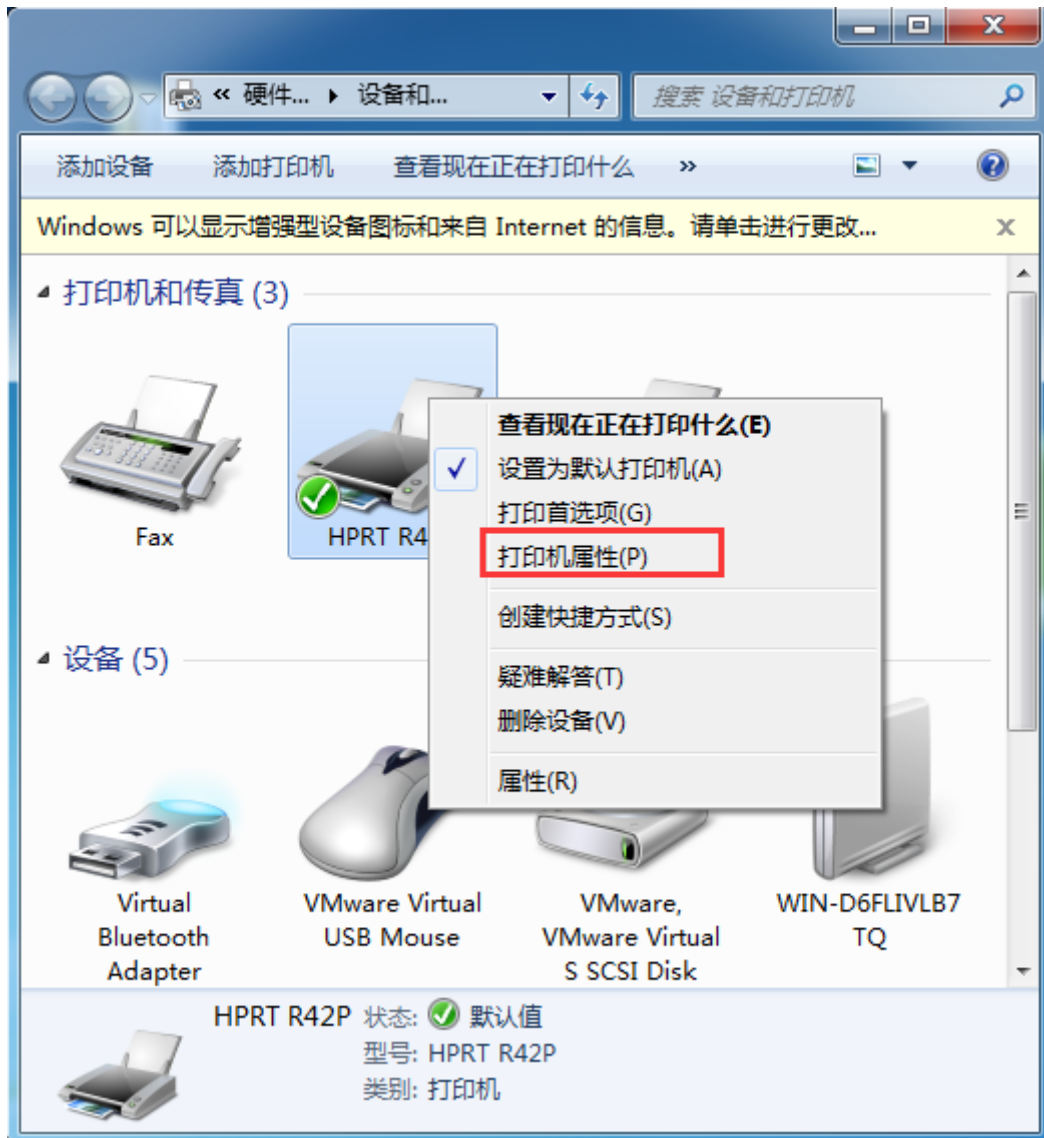 « 硬件... ▸ 设备和...
搜索 设备和打印机
添加设备 添加打印机 查看现在正在打印什么 »
Windows 可以显示增强型设备图标和来自 Internet 的信息。请单击进行更改...
打印机和传真 (3)
Fax
HPRT R4
查看现在正在打印什么(E)
设置为默认打印机(A)
打印首选项(G)
打印机属性(P)
创建快捷方式(S)
疑难解答(T)
删除设备(V)
属性(R)
设备 (5)
Virtual
Bluetooth
Adapter
VMware Virtual
USB Mouse
VMware,
VMware Virtual
S SCSI Disk
WIN-D6FLIVLB7
TQ
HPRT R42P 状态: 默认值
型号: HPRT R42P
类别: 打印机